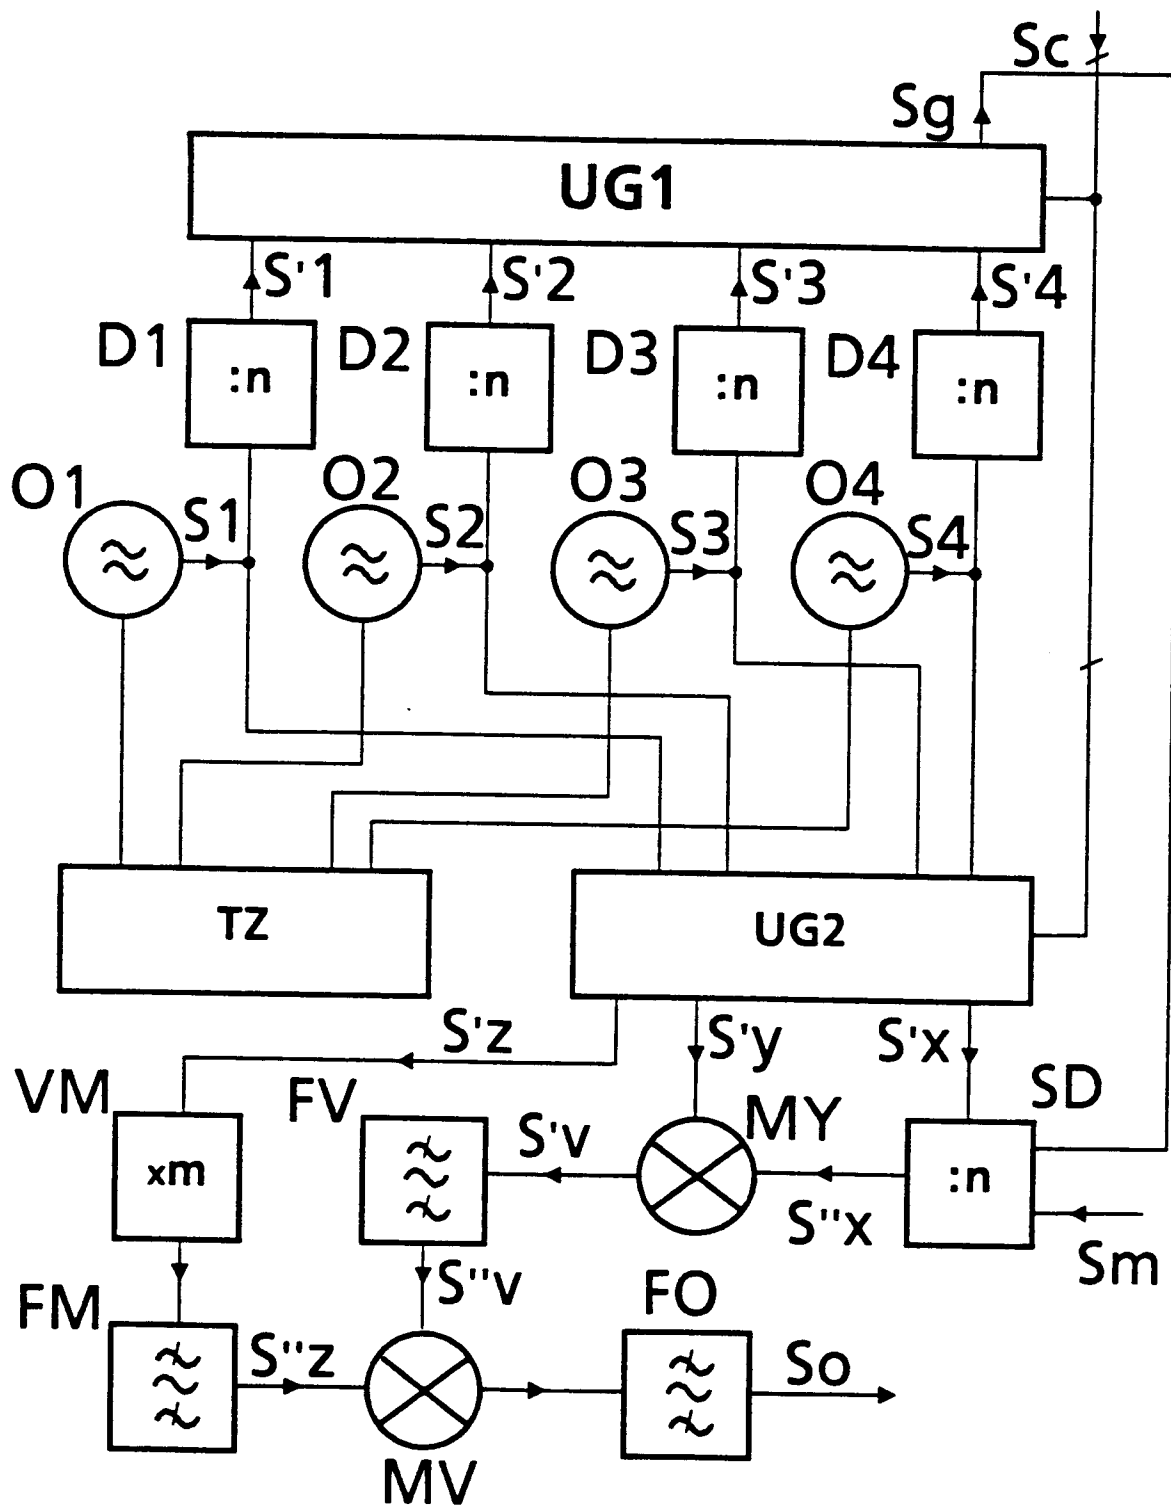 Sc
Sg
UG1
S'1
S'2
S'3
S'4
D1
:n
D2
:n
D3
:n
D4
:n
O1
S1
O2
S2
O3
S3
O4
S4
TZ
UG2
S'z
S'y
S'x
VM
xm
FV
S'v
MY
S"x
SD
:n
Sm
FM
S"z
S"v
MV
FO
So